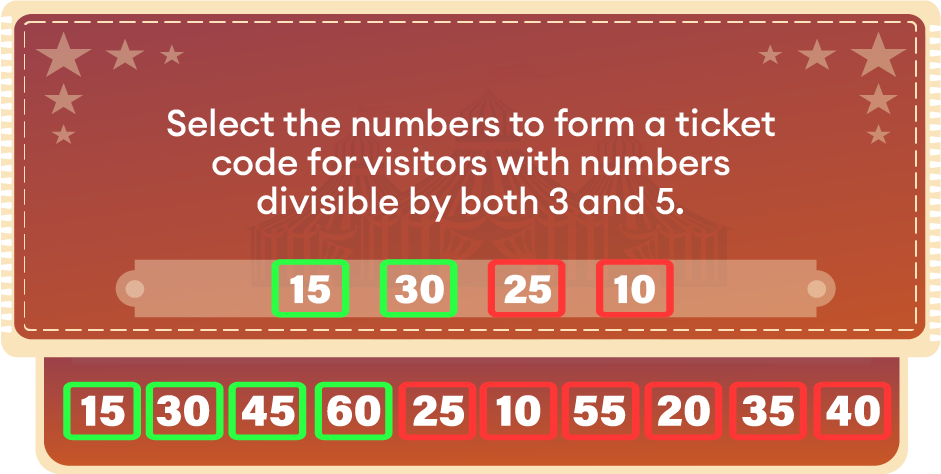 Select the numbers to form a ticket
code for visitors with numbers
divisible by both 3 and 5.
15 30 25 10
15 30 45 60 25 10 55 20 35 40